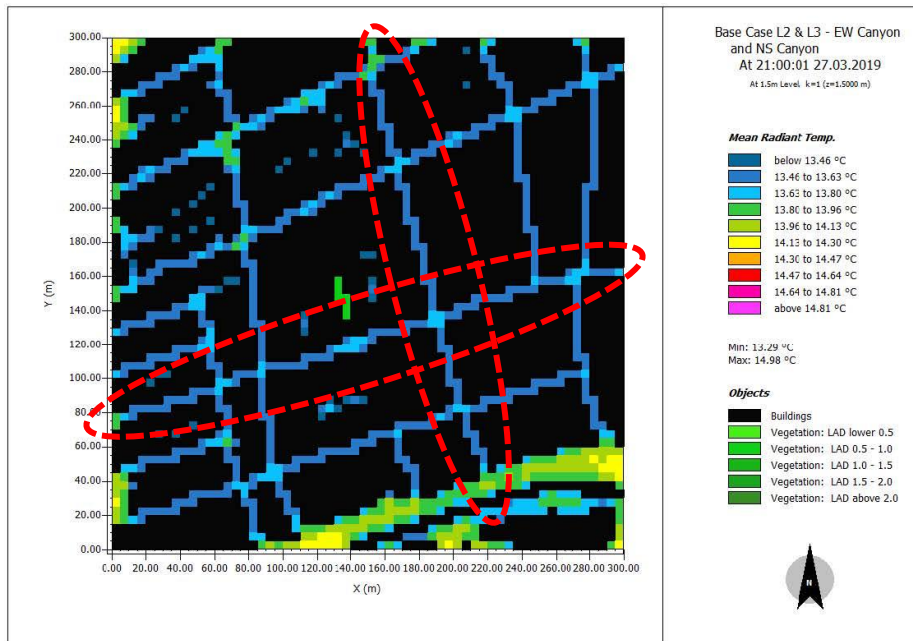 Base Case L2 & L3 - EW Canyon
and NS Canyon
At 21:00:01 27.03.2019
At 1.5m Level, k=1 (z=1.5000 m)
Mean Radiant Temp.
below 13.46 °C
13.46 to 13.63 °C
13.63 to 13.80 °C
13.80 to 13.96 °C
13.96 to 14.13 °C
14.13 to 14.30 °C
14.30 to 14.47 °C
14.47 to 14.64 °C
14.64 to 14.81 °C
above 14.81 °C
Min: 13.29 °C
Max: 14.98 °C
Objects
Buildings
Vegetation: LAD lower 0.5
Vegetation: LAD 0.5 - 1.0
Vegetation: LAD 1.0 - 1.5
Vegetation: LAD 1.5 - 2.0
Vegetation: LAD above 2.0
N
300.00
280.00
260.00
240.00
220.00
200.00
180.00
160.00
140.00
120.00
100.00
80.00
60.00
40.00
20.00
0.00
Y (m)
0.00 20.00 40.00 60.00 80.00 100.00 120.00 140.00 160.00 180.00 200.00 220.00 240.00 260.00 280.00 300.00
X (m)